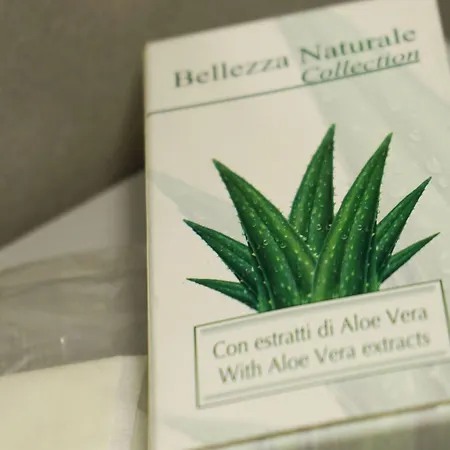 Bellezza Naturale
Collection
Con estratti di Aloe Vera
With Aloe Vera extracts